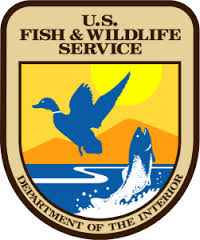 U.S.
FISH & WILDLIFE
SERVICE
DEPARTMENT OF THE INTERIOR